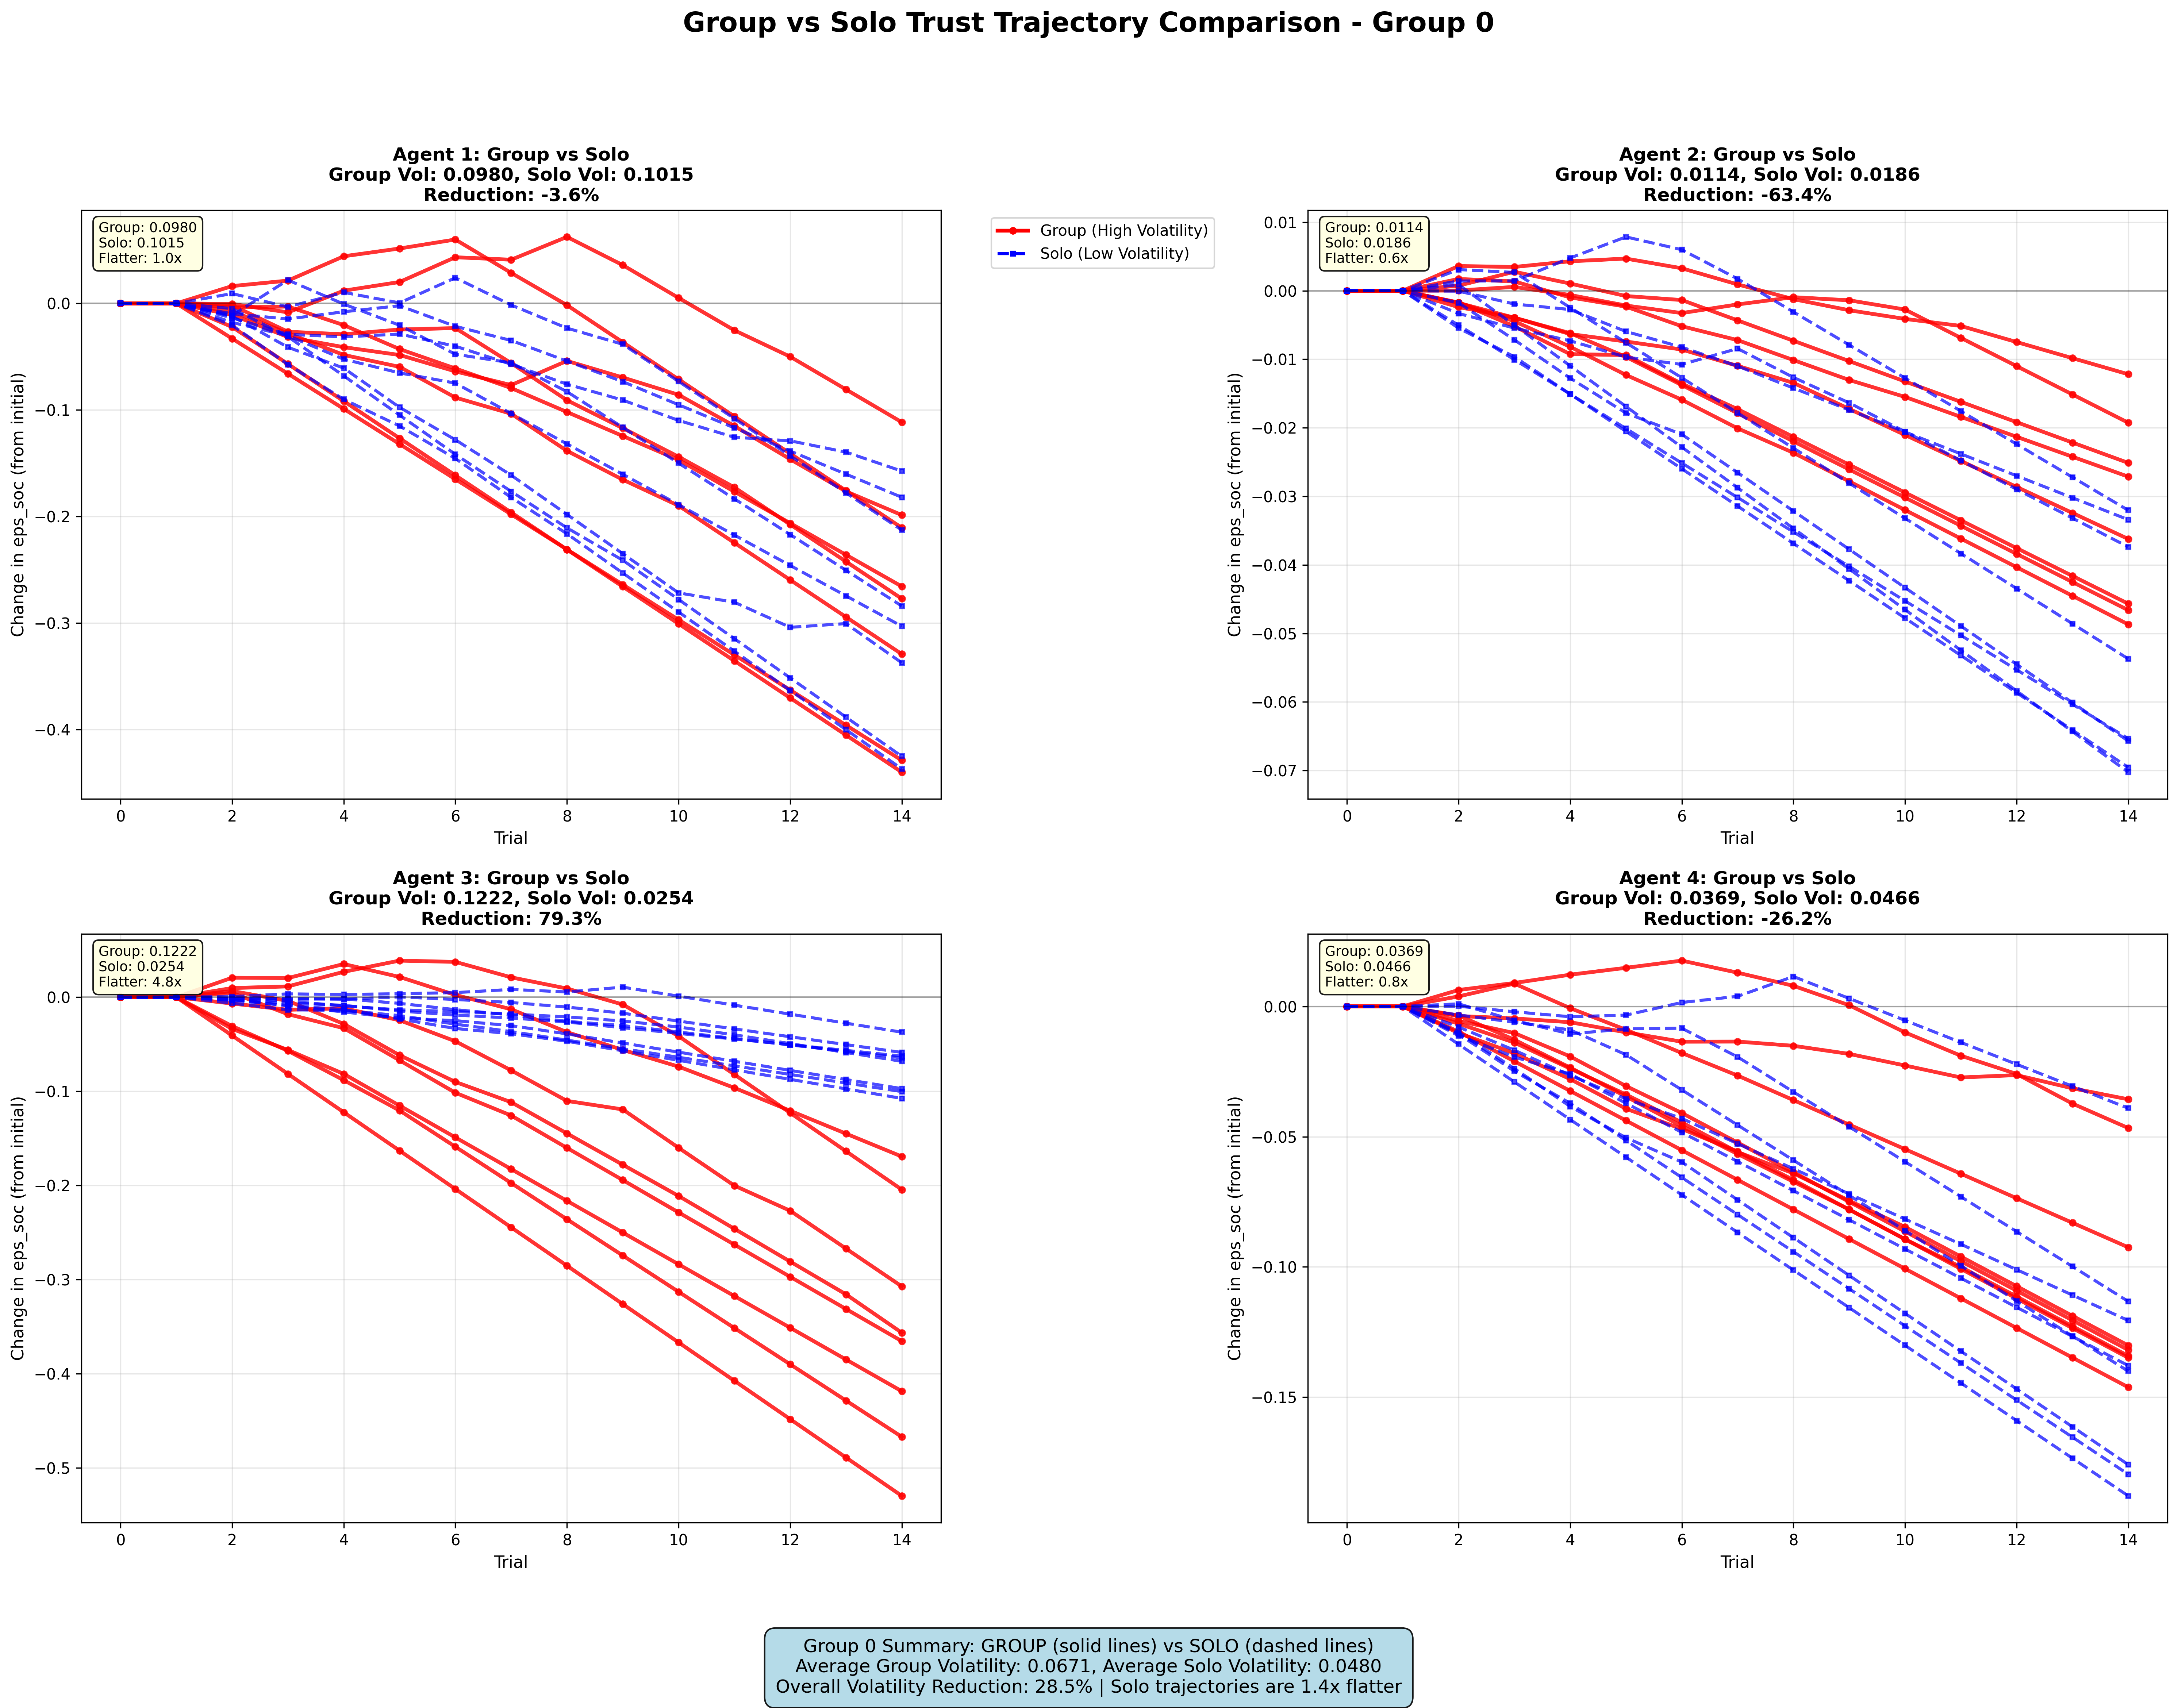 Group vs Solo Trust Trajectory Comparison - Group 0
Agent 1: Group vs Solo
Group Vol: 0.0980, Solo Vol: 0.1015
Reduction: -3.6%
Group: 0.0980
Solo: 0.1015
Flatter: 1.0x
0.0
−0.1
−0.2
−0.3
−0.4
Change in eps_soc (from initial)
0 2 4 6 8 10 12 14
Trial
Group (High Volatility)
Solo (Low Volatility)
Agent 2: Group vs Solo
Group Vol: 0.0114, Solo Vol: 0.0186
Reduction: -63.4%
Group: 0.0114
Solo: 0.0186
Flatter: 0.6x
0.01
0.00
−0.01
−0.02
−0.03
−0.04
−0.05
−0.06
−0.07
Change in eps_soc (from initial)
0 2 4 6 8 10 12 14
Trial
Agent 3: Group vs Solo
Group Vol: 0.1222, Solo Vol: 0.0254
Reduction: 79.3%
Group: 0.1222
Solo: 0.0254
Flatter: 4.8x
0.0
−0.1
−0.2
−0.3
−0.4
−0.5
Change in eps_soc (from initial)
0 2 4 6 8 10 12 14
Trial
Agent 4: Group vs Solo
Group Vol: 0.0369, Solo Vol: 0.0466
Reduction: -26.2%
Group: 0.0369
Solo: 0.0466
Flatter: 0.8x
0.00
−0.05
−0.10
−0.15
Change in eps_soc (from initial)
0 2 4 6 8 10 12 14
Trial
Group 0 Summary: GROUP (solid lines) vs SOLO (dashed lines)
Average Group Volatility: 0.0671, Average Solo Volatility: 0.0480
Overall Volatility Reduction: 28.5% | Solo trajectories are 1.4x flatter